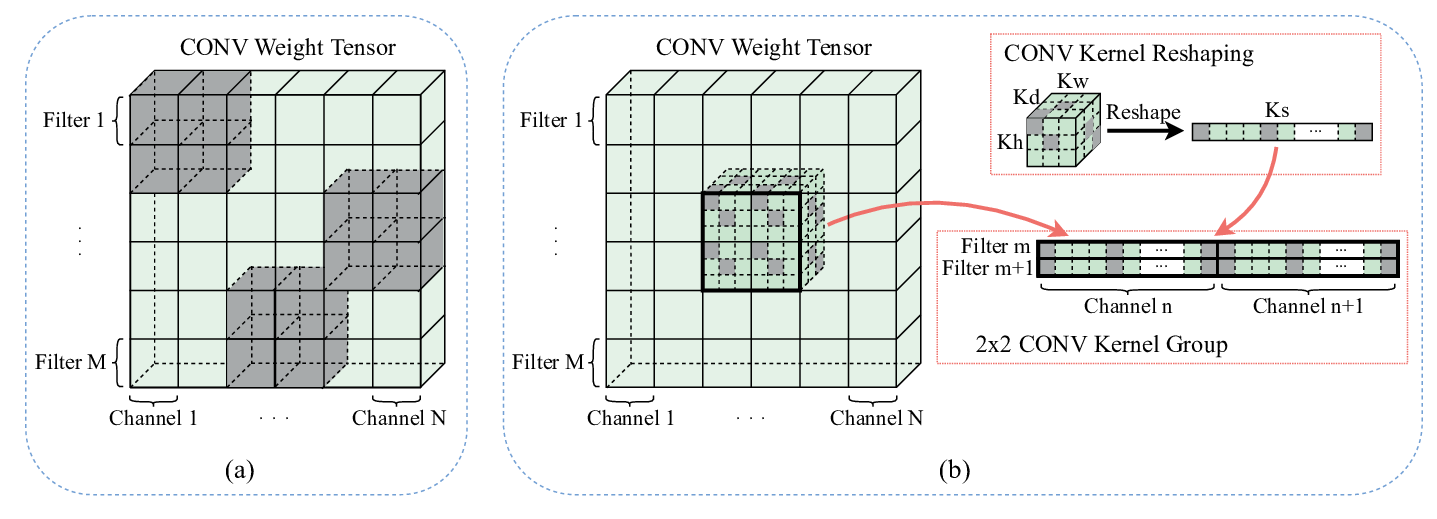 CONV Weight Tensor
Filter 1
.
.
.
Filter M
Channel 1
. . .
Channel N
(a)
CONV Weight Tensor
Filter 1
.
.
.
Filter M
Channel 1
. . .
Channel N
CONV Kernel Reshaping
Kw
Kd
Kh
Reshape
Ks
...
Filter m
...
...
Filter m+1
...
...
Channel n
Channel n+1
2x2 CONV Kernel Group
(b)